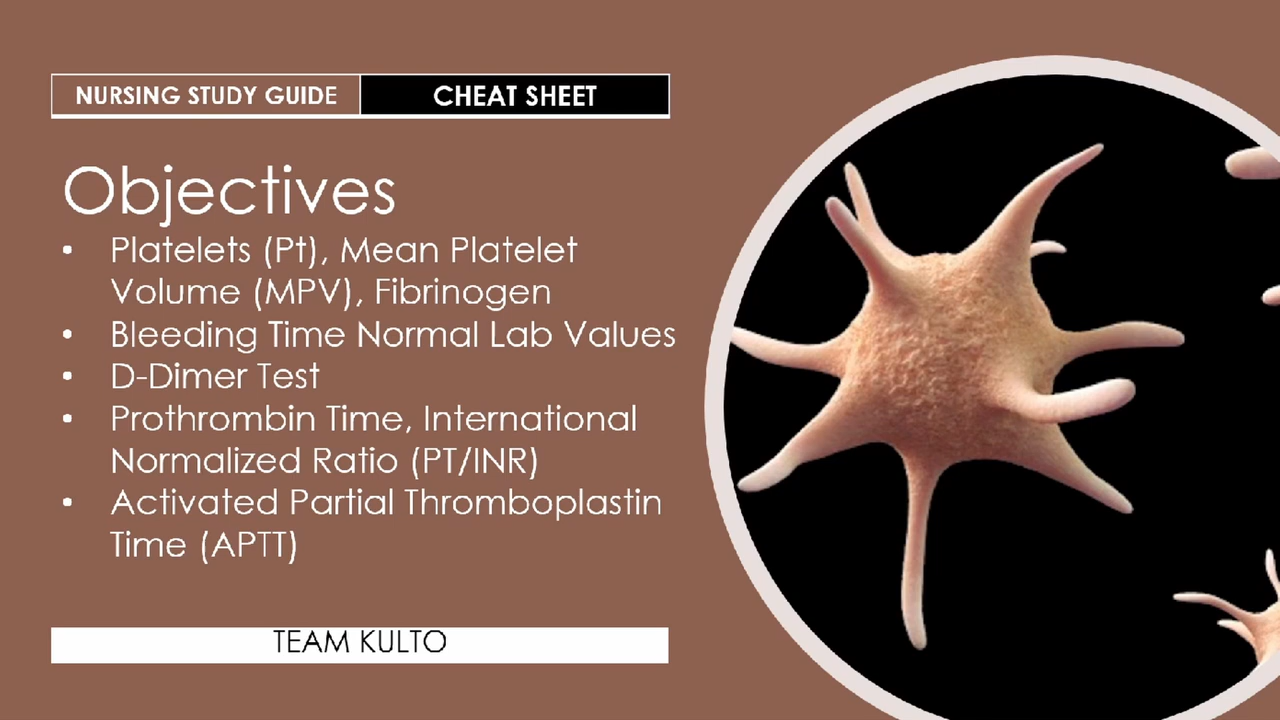 NURSING STUDY GUIDE
CHEAT SHEET
Objectives
• Platelets (Pt), Mean Platelet
Volume (MPV), Fibrinogen
• Bleeding Time Normal Lab Values
• D-Dimer Test
• Prothrombin Time, International
Normalized Ratio (PT/INR)
• Activated Partial Thromboplastin
Time (APTT)
TEAM KULTO